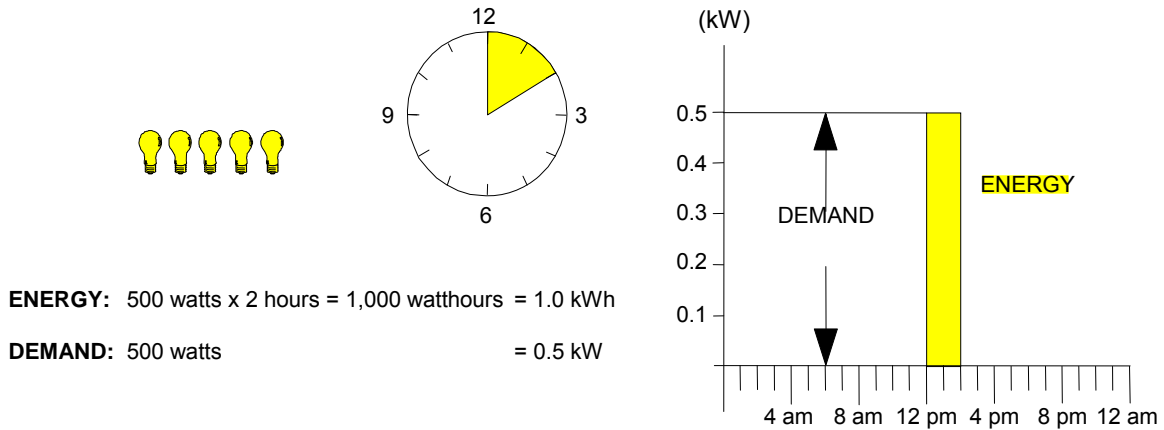 12
9
3
6
ENERGY: 500 watts x 2 hours = 1,000 watthours = 1.0 kWh
DEMAND: 500 watts = 0.5 kW
(kW)
0.5
0.4
ENERGY
0.3
DEMAND
0.2
0.1
4 am 8 am 12 pm 4 pm 8 pm 12 am